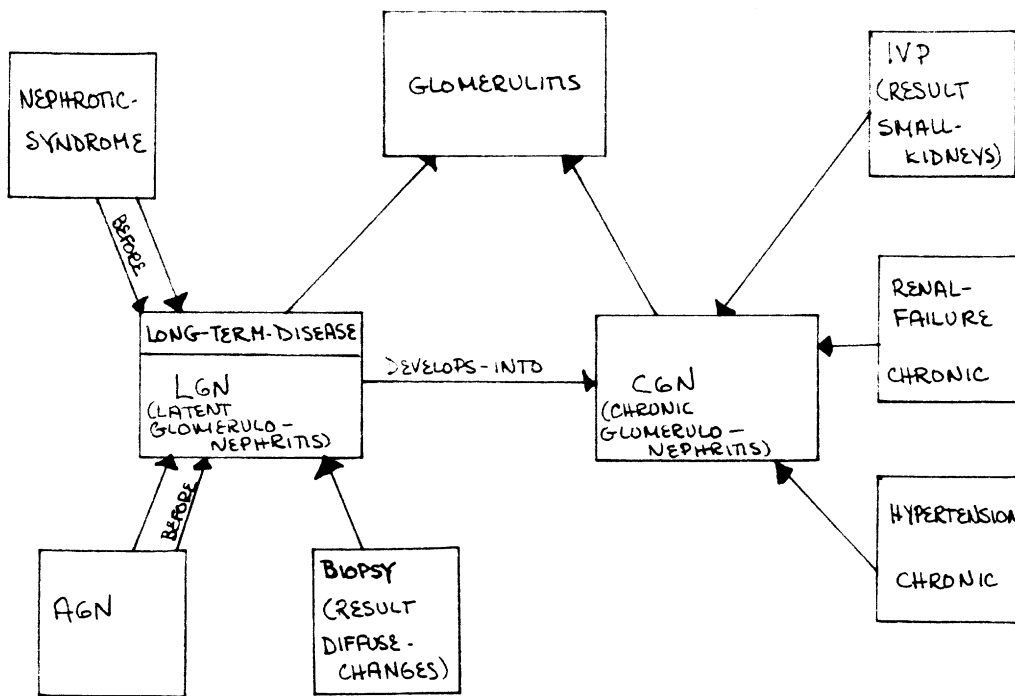 NEPHROTIC-
SYNDROME
GLOMERULITIS
IVP
(RESULT
SMALL-
KIDNEYS)
BEFORE
LONG-TERM-DISEASE
LGN
(LATENT
GLOMERULO-
NEPHRITIS)
DEVELOPS-INTO
CGN
(CHRONIC
GLOMERULO-
NEPHRITIS)
RENAL-
FAILURE
CHRONIC
BEFORE
AGN
BIOPSY
(RESULT
DIFFUSE-
CHANGES)
HYPERTENSION
CHRONIC